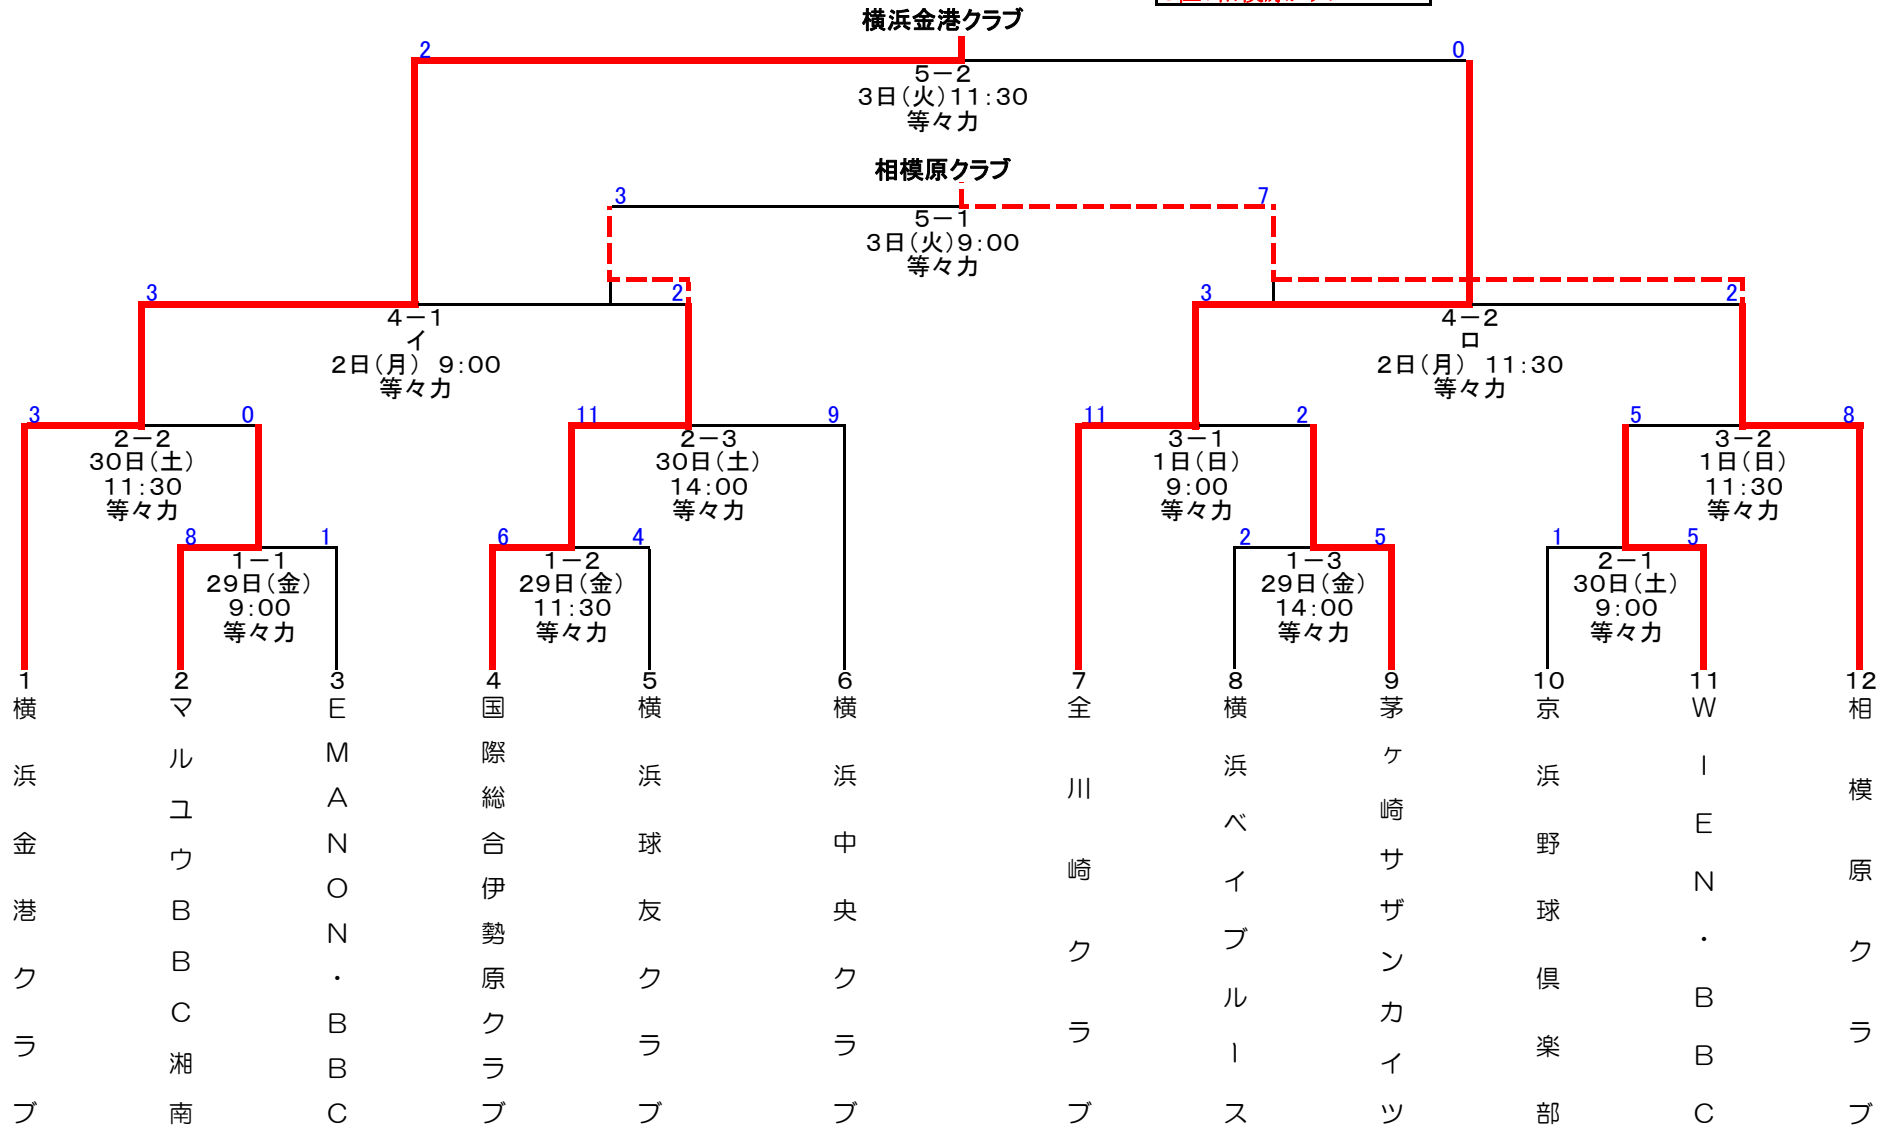 横浜金港クラブ
2
0
5－2
3日(火)11:30
等々力
相模原クラブ
3
7
5－1
3日(火)9:00
等々力
3
2
4－1
イ
2日(月) 9:00
等々力
3
2
4－2
ロ
2日(月) 11:30
等々力
3
0
2－2
30日(土)
11:30
等々力
11
9
2－3
30日(土)
14:00
等々力
11
2
3－1
1日(日)
9:00
等々力
5
8
3－2
1日(日)
11:30
等々力
8
1
1－1
29日(金)
9:00
等々力
6
4
1－2
29日(金)
11:30
等々力
2
5
1－3
29日(金)
14:00
等々力
1
5
2－1
30日(土)
9:00
等々力
1
横浜金港クラブ
2
マルユウBBC湘南
3
EMANON・BBC
4
国際総合伊勢原クラブ
5
横浜球友クラブ
6
横浜中央クラブ
7
全川崎クラブ
8
横浜ベイブルース
9
茅ヶ崎サザンカイツ
10
京浜野球倶楽部
11
WIEN・BBC
12
相模原クラブ